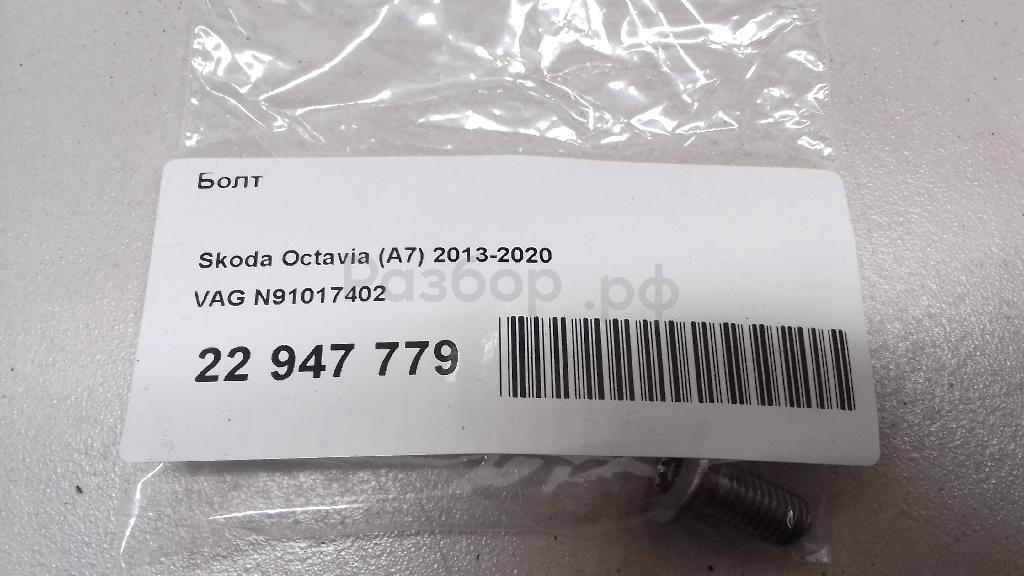 Болт
Skoda Octavia (A7) 2013-2020
Разбор.рф
VAG N91017402
22 947 779